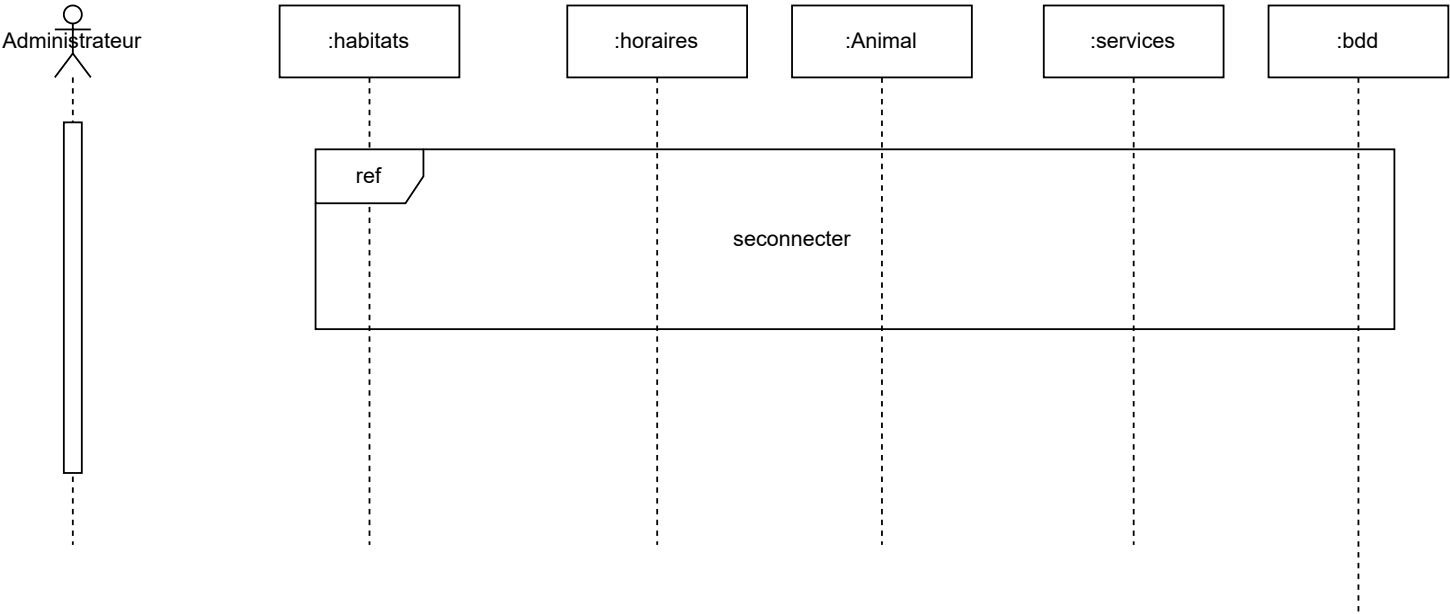 Administrateur
:habitats
:horaires
:Animal
:services
:bdd
ref
seconnecter